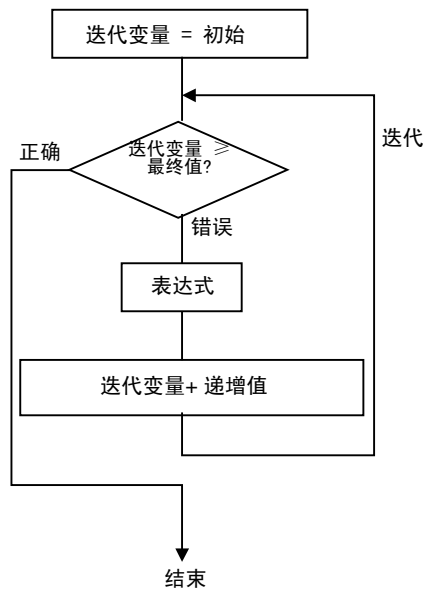 迭代变量 = 初始
迭代
正确
迭代变量 ≥
最终值?
错误
表达式
迭代变量+ 递增值
结束